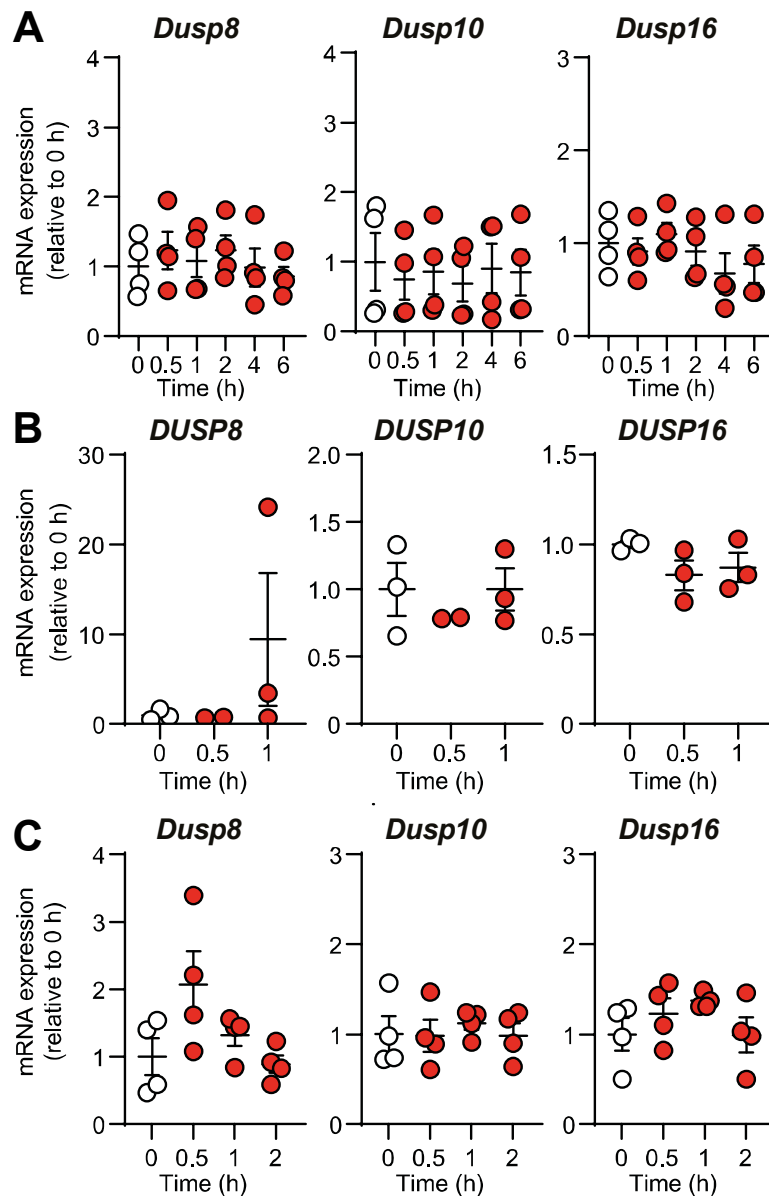 A
Dusp8
Dusp10
Dusp16
mRNA expression
(relative to 0 h)
4
3
2
1
0
0 0.5 1 2 4 6
Time (h)
4
3
2
1
0
0 0.5 1 2 4 6
Time (h)
3
2
1
0
0 0.5 1 2 4 6
Time (h)
B
DUSP8
DUSP10
DUSP16
mRNA expression
(relative to 0 h)
30
20
10
0
0 0.5 1
Time (h)
2.0
1.5
1.0
0.5
0
0 0.5 1
Time (h)
1.5
1.0
0.5
0
0 0.5 1
Time (h)
C
Dusp8
Dusp10
Dusp16
mRNA expression
(relative to 0 h)
4
3
2
1
0
0 0.5 1 2
Time (h)
3
2
1
0
0 0.5 1 2
Time (h)
3
2
1
0
0 0.5 1 2
Time (h)